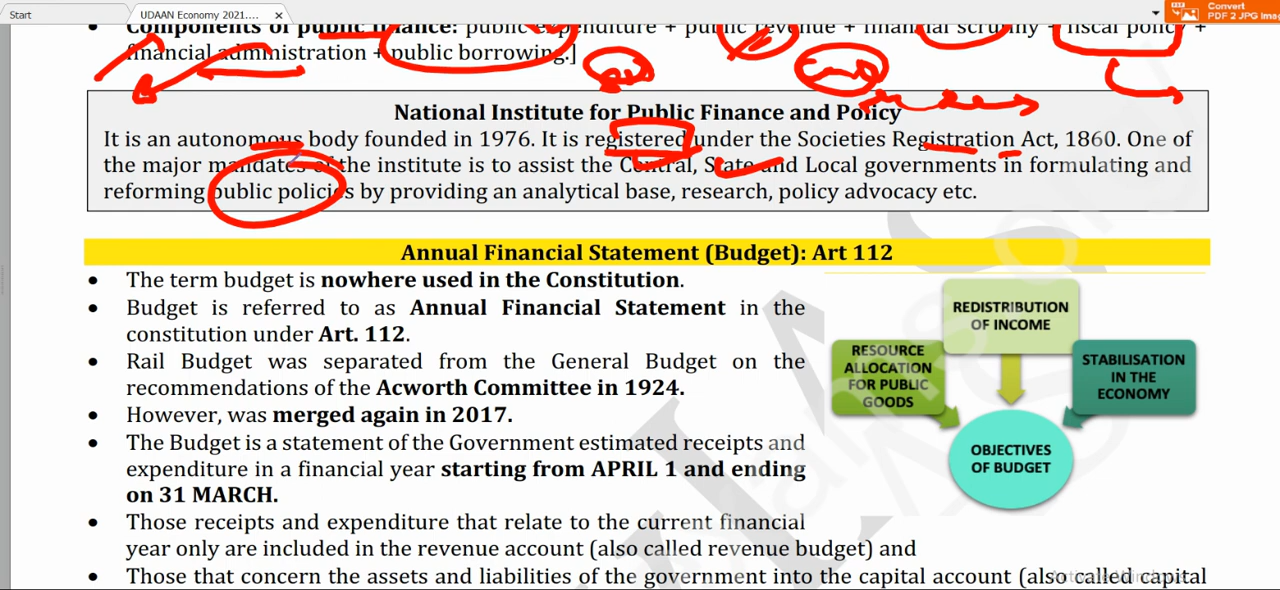 Start
UDAAN Economy 2021....
Convert
PDF 2 JPG Imag
• Components of public finance: public expenditure + public revenue + financial scrutiny + fiscal policy +
financial administration + public borrowing.]
National Institute for Public Finance and Policy
It is an autonomous body founded in 1976. It is registered under the Societies Registration Act, 1860. One of
the major mandates of the institute is to assist the Central, State and Local governments in formulating and
reforming public policies by providing an analytical base, research, policy advocacy etc.
Annual Financial Statement (Budget): Art 112
• The term budget is nowhere used in the Constitution.
• Budget is referred to as Annual Financial Statement in the
constitution under Art. 112.
• Rail Budget was separated from the General Budget on the
recommendations of the Acworth Committee in 1924.
• However, was merged again in 2017.
• The Budget is a statement of the Government estimated receipts and
expenditure in a financial year starting from APRIL 1 and ending
on 31 MARCH.
• Those receipts and expenditure that relate to the current financial
year only are included in the revenue account (also called revenue budget) and
• Those that concern the assets and liabilities of the government into the capital account (also called capital
REDISTRIBUTION
OF INCOME
RESOURCE
ALLOCATION
FOR PUBLIC
GOODS
STABILISATION
IN THE
ECONOMY
OBJECTIVES
OF BUDGET
Activate Windows